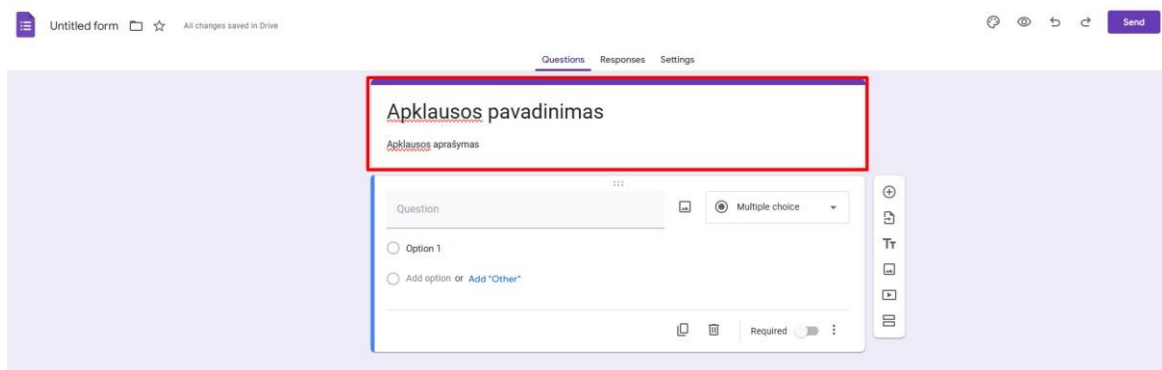 Untitled form
All changes saved in Drive
Send
Questions Responses Settings
Apklausos pavadinimas
Apklausos aprašymas
Question
Multiple choice
Option 1
Add option or Add "Other"
Tт
Required